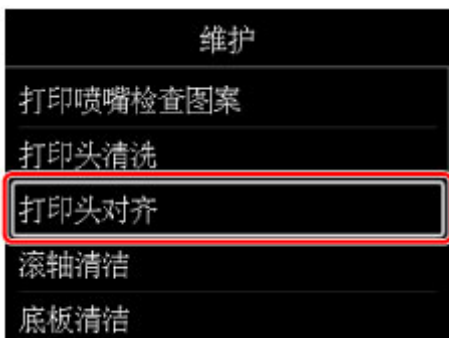 维护
打印喷嘴检查图案
打印头清洗
打印头对齐
滚轴清洁
底板清洁